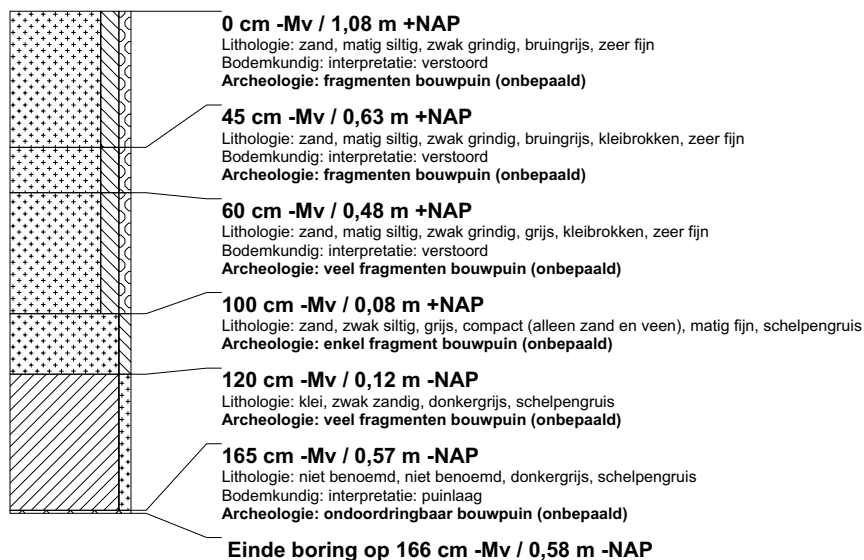 0 cm -Mv / 1,08 m +NAP
Lithologie: zand, matig siltig, zwak grindig, bruingrijs, zeer fijn
Bodemkundig: interpretatie: verstoord
Archeologie: fragmenten bouwpuin (onbepaald)
45 cm -Mv / 0,63 m +NAP
Lithologie: zand, matig siltig, zwak grindig, bruingrijs, kleibrokken, zeer fijn
Bodemkundig: interpretatie: verstoord
Archeologie: fragmenten bouwpuin (onbepaald)
60 cm -Mv / 0,48 m +NAP
Lithologie: zand, matig siltig, zwak grindig, grijs, kleibrokken, zeer fijn
Bodemkundig: interpretatie: verstoord
Archeologie: veel fragmenten bouwpuin (onbepaald)
100 cm -Mv / 0,08 m +NAP
Lithologie: zand, zwak siltig, grijs, compact (alleen zand en veen), matig fijn, schelpengruis
Archeologie: enkel fragment bouwpuin (onbepaald)
120 cm -Mv / 0,12 m -NAP
Lithologie: klei, zwak zandig, donkergrijs, schelpengruis
Archeologie: veel fragmenten bouwpuin (onbepaald)
165 cm -Mv / 0,57 m -NAP
Lithologie: niet benoemd, niet benoemd, donkergrijs, schelpengruis
Bodemkundig: interpretatie: puinlaag
Archeologie: ondoordringbaar bouwpuin (onbepaald)
Einde boring op 166 cm -Mv / 0,58 m -NAP